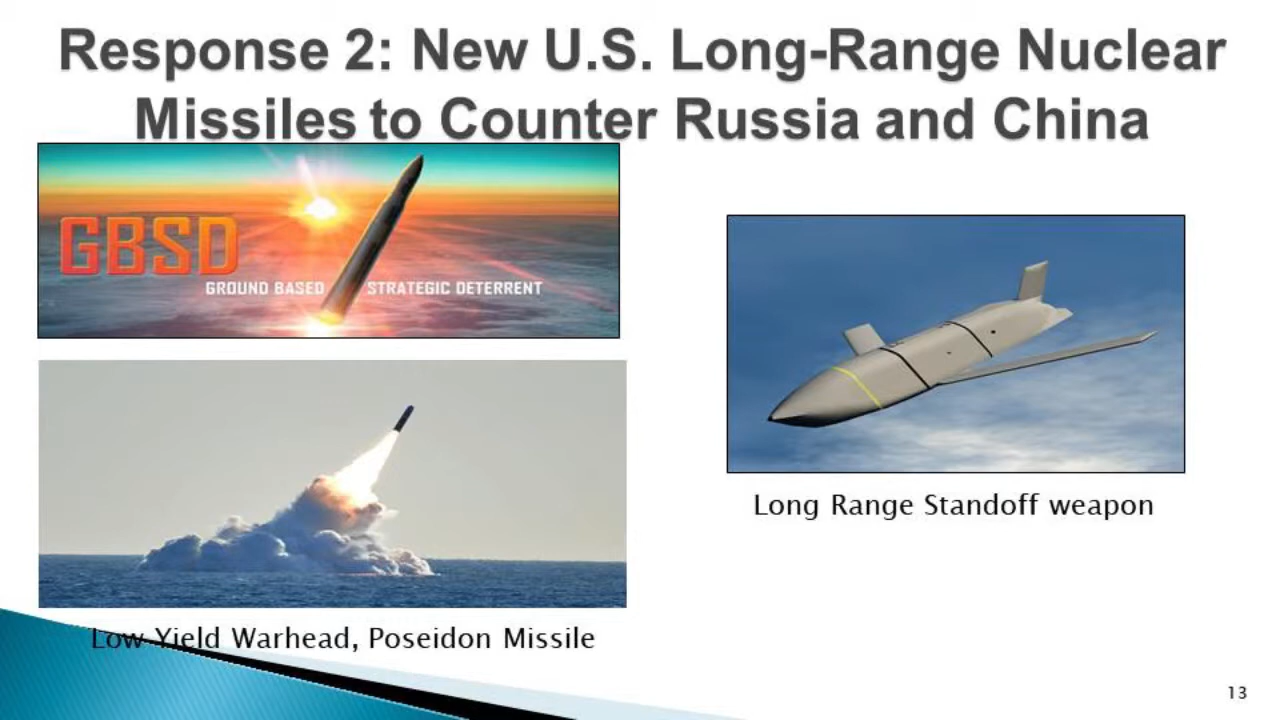 Response 2: New U.S. Long-Range Nuclear
Missiles to Counter Russia and China
GBSD
GROUND BASED STRATEGIC DETERRENT
Long Range Standoff weapon
Low-Yield Warhead, Poseidon Missile
13